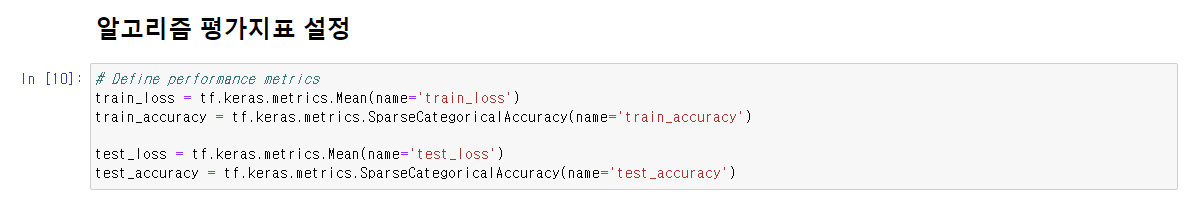 알고리즘 평가지표 설정
In [10]: # Define performance metrics
train_loss = tf.keras.metrics.Mean(name='train_loss')
train_accuracy = tf.keras.metrics.SparseCategoricalAccuracy(name='train_accuracy')
test_loss = tf.keras.metrics.Mean(name='test_loss')
test_accuracy = tf.keras.metrics.SparseCategoricalAccuracy(name='test_accuracy')